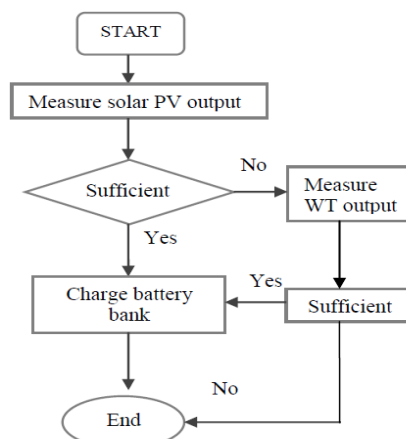 START
Measure solar PV output
Sufficient
No
Measure
WT output
Yes
Charge battery
bank
Yes
Sufficient
No
End